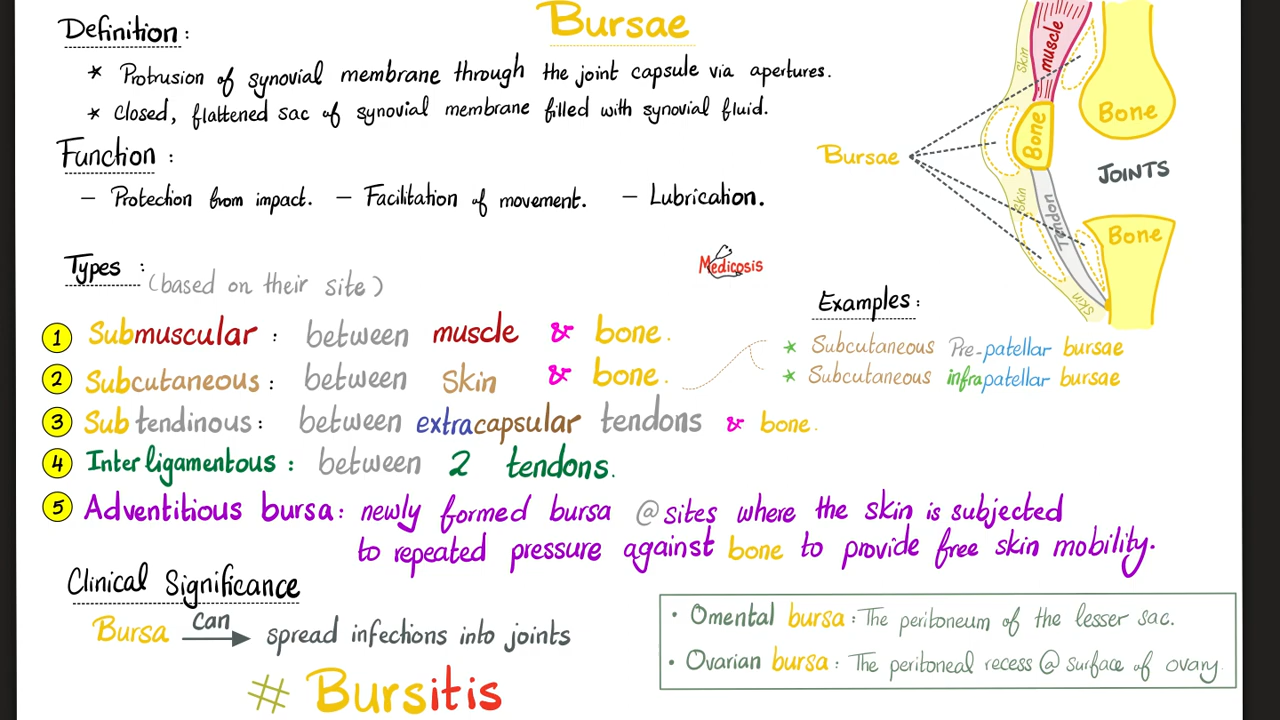 Bursae
Definition :
* Protrusion of synovial membrane through the joint capsule via apertures.
* Closed, flattened sac of synovial membrane filled with synovial fluid.
Function :
– Protection from impact. – Facilitation of movement. – Lubrication.
Types : (based on their site)
1 Submuscular : between muscle & bone.
2 Subcutaneous : between skin & bone.
3 Subtendinous : between extracapsular tendons & bone.
4 Interligamentous : between 2 tendons.
5 Adventitious bursa : newly formed bursa @ sites where the skin is subjected
to repeated pressure against bone to provide free skin mobility.
Clinical Significance
Bursa can → spread infections into joints
# Bursitis
Medicosis
Examples :
* Subcutaneous Pre-patellar bursae
* Subcutaneous infrapatellar bursae
• Omental bursa : The peritoneum of the lesser sac.
• Ovarian bursa : The peritoneal recess @ surface of ovary.
Skin
muscle
Bone
Bone
Bursae
JOINTS
Skin
Tendon
Bone
Skin